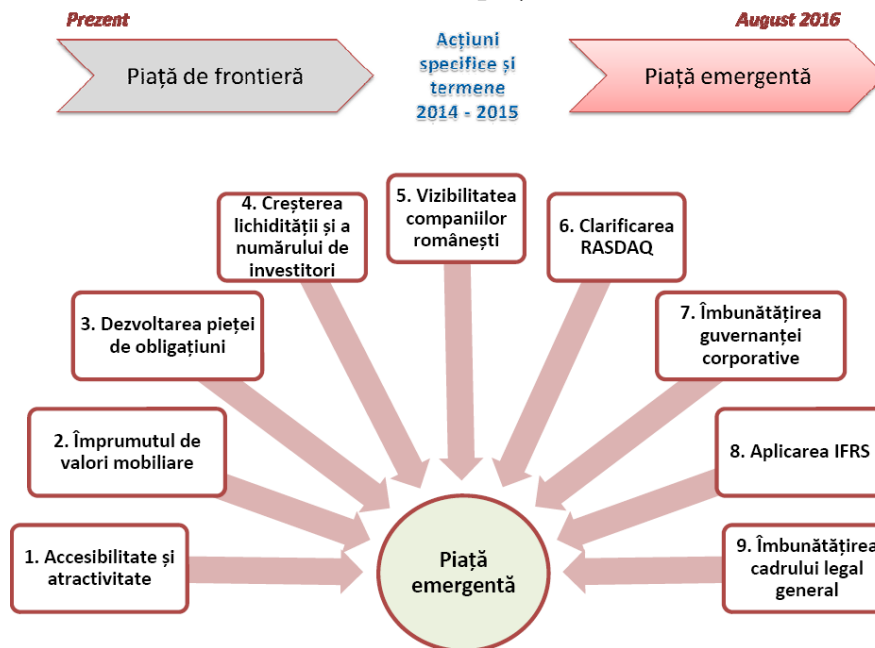 Prezent
August 2016
Piață de frontieră
Acțiuni
specifice și
termene
2014 - 2015
Piață emergentă
4. Creșterea
lichidității și a
numărului de
investitori
5. Vizibilitatea
companiilor
românești
6. Clarificarea
RASDAQ
3. Dezvoltarea pieței
de obligațiuni
7. Îmbunătățirea
guvernanței
corporative
2. Împrumutul de
valori mobiliare
8. Aplicarea IFRS
1. Accesibilitate și
atractivitate
Piață
emergentă
9. Îmbunătățirea
cadrului legal
general